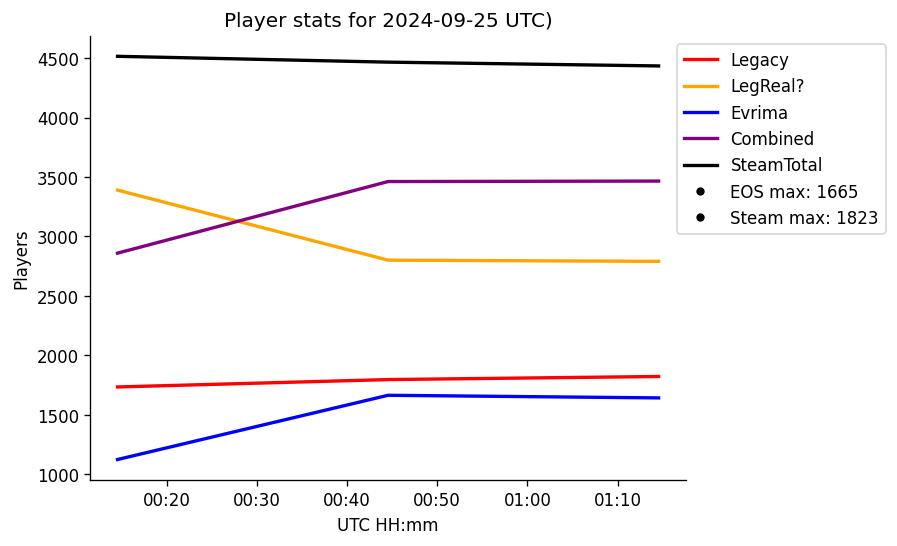 Player stats for 2024-09-25 UTC)
Legacy
LegReal?
Evrima
Combined
SteamTotal
EOS max: 1665
Steam max: 1823
Players
4500
4000
3500
3000
2500
2000
1500
1000
00:20 00:30 00:40 00:50 01:00 01:10
UTC HH:mm